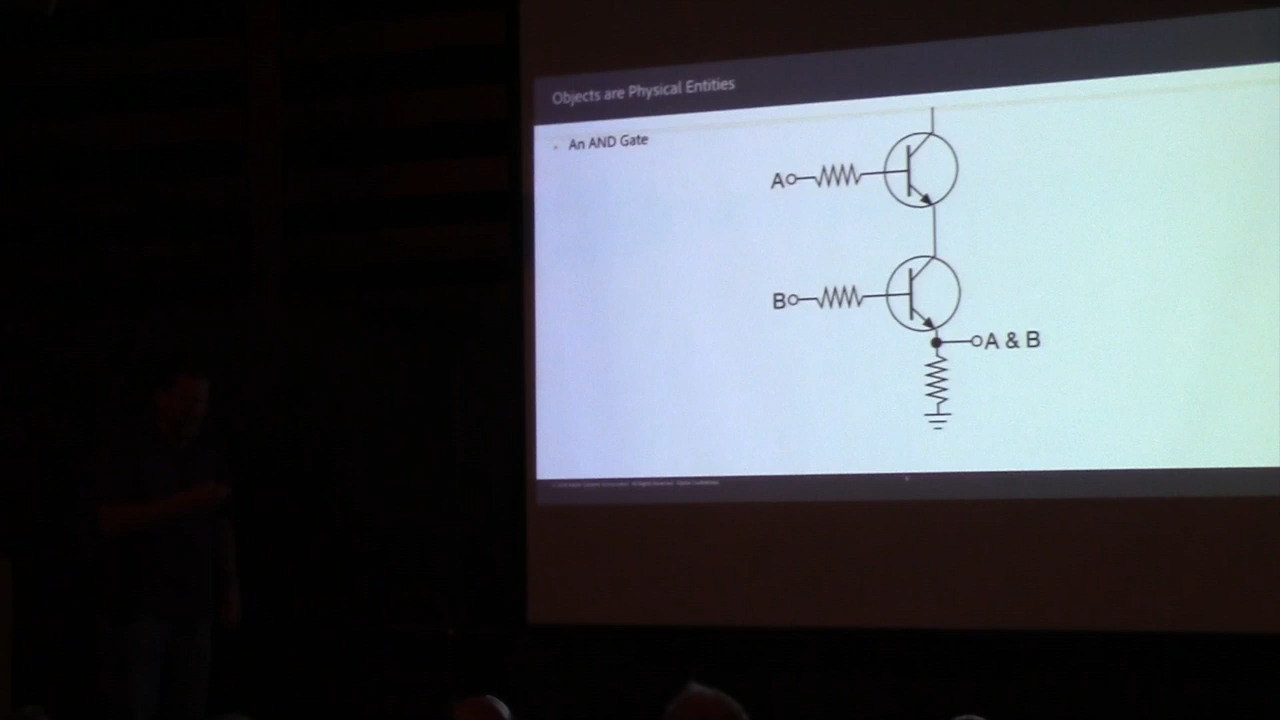 Objects are Physical Entities
An AND Gate
A
B
A & B